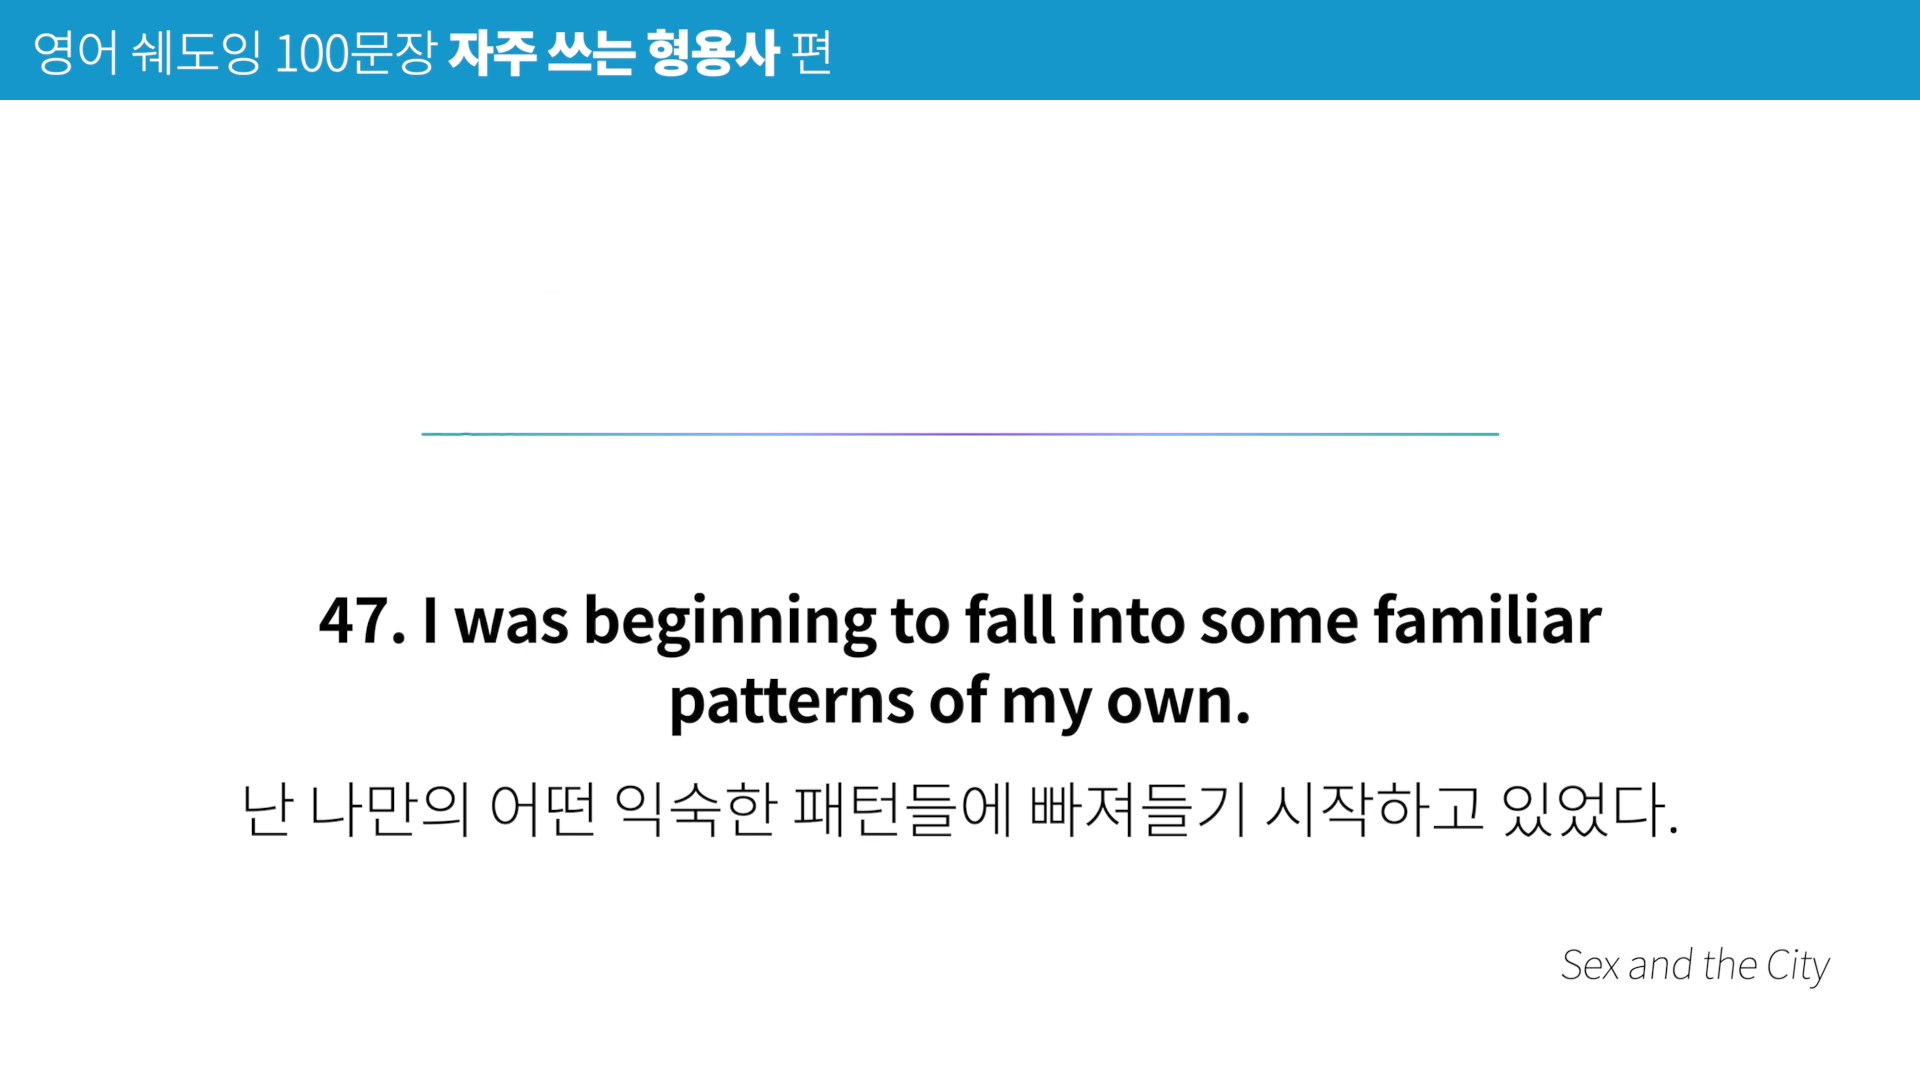 영어 쉐도잉 100문장 자주 쓰는 형용사 편
47. I was beginning to fall into some familiar
patterns of my own.
난 나만의 어떤 익숙한 패턴들에 빠져들기 시작하고 있었다.
Sex and the City